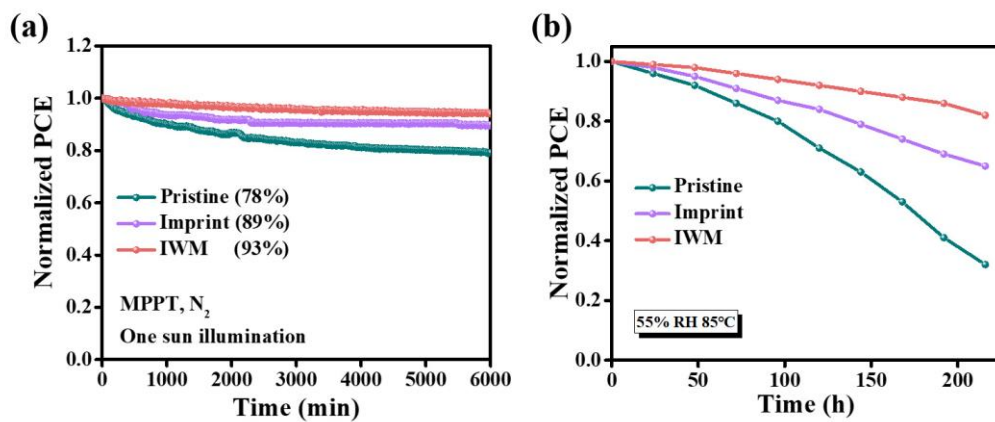 (a)
Normalized PCE
1.2
1.0
0.8
0.6
0.4
0.2
0.0
Pristine (78%)
Imprint (89%)
IWM (93%)
MPPT, N₂
One sun illumination
0 1000 2000 3000 4000 5000 6000
Time (min)
(b)
Normalized PCE
1.0
0.8
0.6
0.4
0.2
0.0
Pristine
Imprint
IWM
55% RH 85°C
0 50 100 150 200
Time (h)